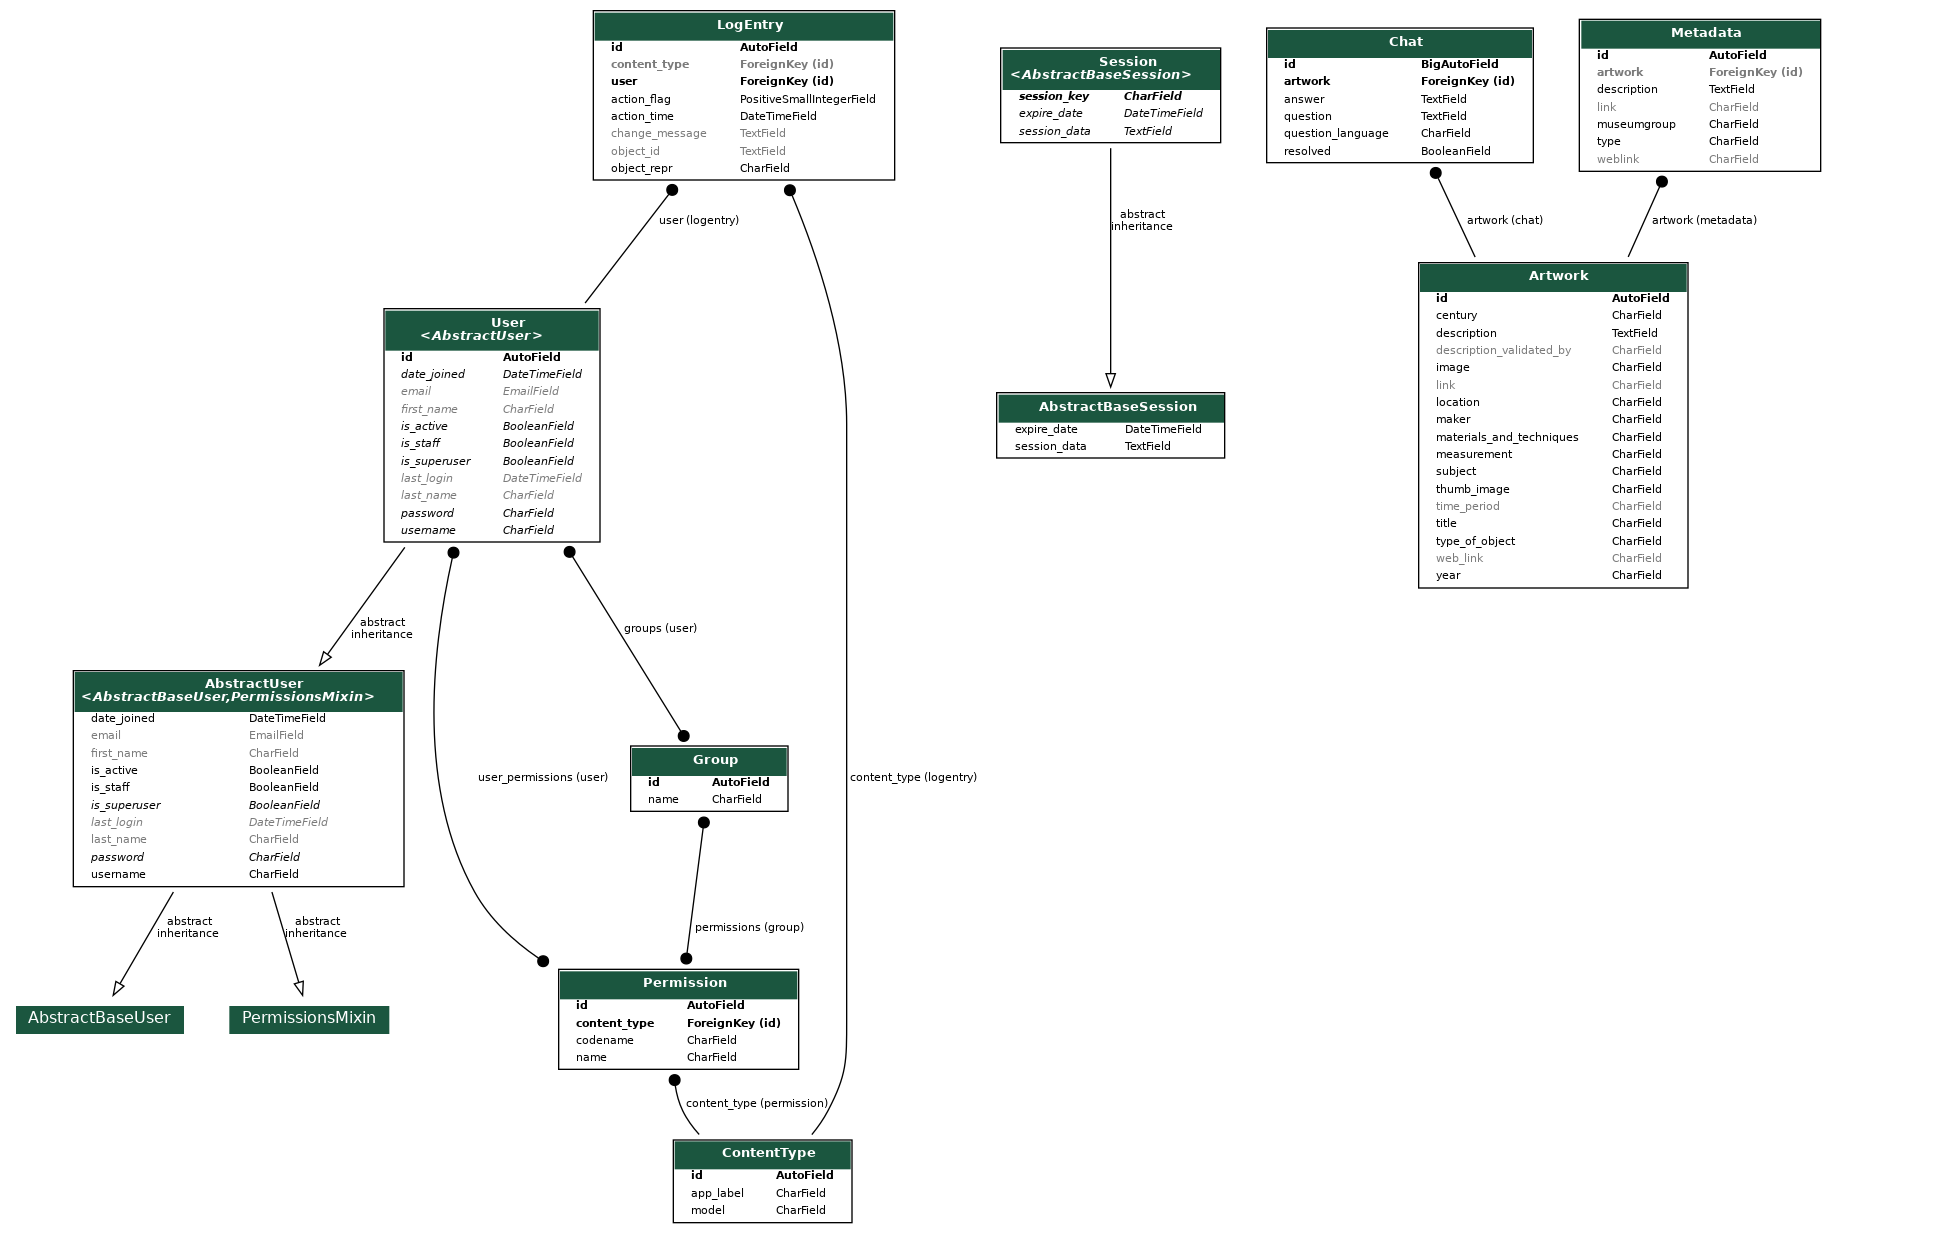 LogEntry
id AutoField
content_type ForeignKey (id)
user ForeignKey (id)
action_flag PositiveSmallIntegerField
action_time DateTimeField
change_message TextField
object_id TextField
object_repr CharField
Session
<AbstractBaseSession>
session_key CharField
expire_date DateTimeField
session_data TextField
Chat
id BigAutoField
artwork ForeignKey (id)
answer TextField
question TextField
question_language CharField
resolved BooleanField
Metadata
id AutoField
artwork ForeignKey (id)
description TextField
link CharField
museumgroup CharField
type CharField
weblink CharField
user (logentry)
abstract
inheritance
artwork (chat)
artwork (metadata)
User
<AbstractUser>
id AutoField
date_joined DateTimeField
email EmailField
first_name CharField
is_active BooleanField
is_staff BooleanField
is_superuser BooleanField
last_login DateTimeField
last_name CharField
password CharField
username CharField
AbstractBaseSession
expire_date DateTimeField
session_data TextField
Artwork
id AutoField
century CharField
description TextField
description_validated_by CharField
image CharField
link CharField
location CharField
maker CharField
materials_and_techniques CharField
measurement CharField
subject CharField
thumb_image CharField
time_period CharField
title CharField
type_of_object CharField
web_link CharField
year CharField
abstract
inheritance
groups (user)
AbstractUser
<AbstractBaseUser,PermissionsMixin>
date_joined DateTimeField
email EmailField
first_name CharField
is_active BooleanField
is_staff BooleanField
is_superuser BooleanField
last_login DateTimeField
last_name CharField
password CharField
username CharField
user_permissions (user)
Group
id AutoField
name CharField
content_type (logentry)
abstract
inheritance
abstract
inheritance
permissions (group)
AbstractBaseUser
PermissionsMixin
Permission
id AutoField
content_type ForeignKey (id)
codename CharField
name CharField
content_type (permission)
ContentType
id AutoField
app_label CharField
model CharField